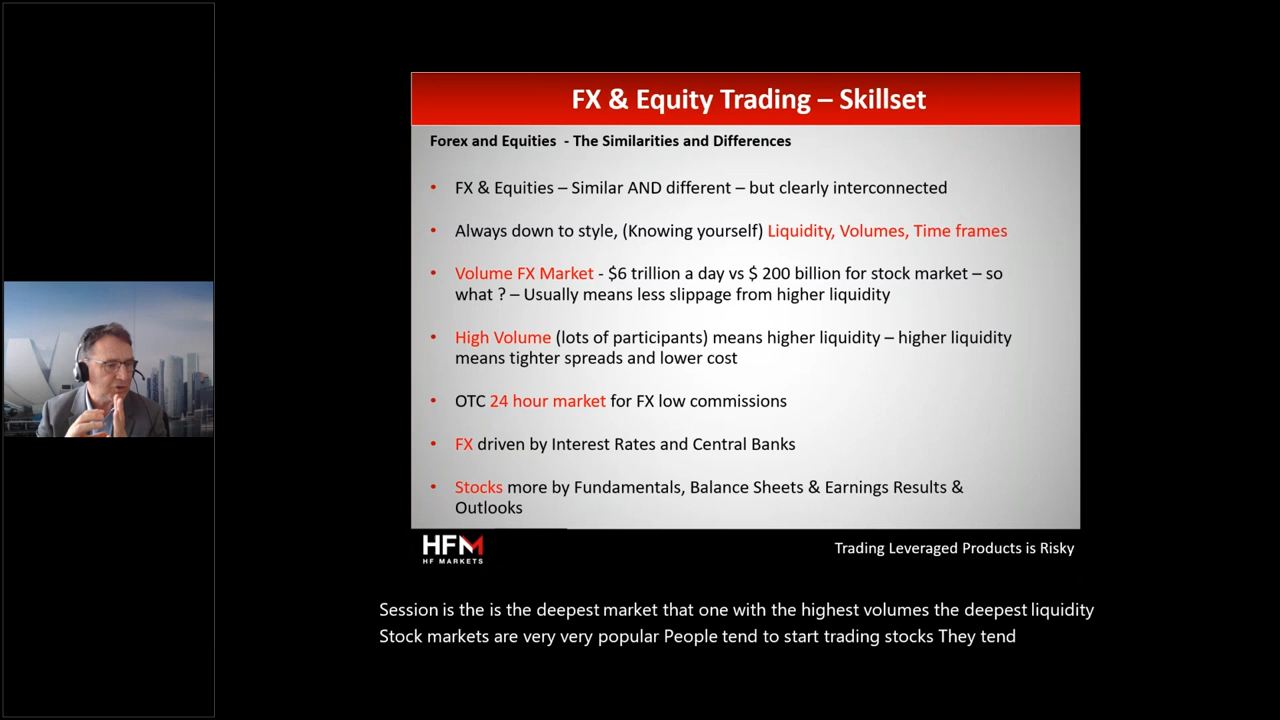 FX & Equity Trading – Skillset
Forex and Equities - The Similarities and Differences
• FX & Equities – Similar AND different – but clearly interconnected
• Always down to style, (Knowing yourself) Liquidity, Volumes, Time frames
• Volume FX Market - $6 trillion a day vs $ 200 billion for stock market – so
what ? – Usually means less slippage from higher liquidity
• High Volume (lots of participants) means higher liquidity – higher liquidity
means tighter spreads and lower cost
• OTC 24 hour market for FX low commissions
• FX driven by Interest Rates and Central Banks
• Stocks more by Fundamentals, Balance Sheets & Earnings Results &
Outlooks
HFM
HF MARKETS
Trading Leveraged Products is Risky
Session is the is the deepest market that one with the highest volumes the deepest liquidity
Stock markets are very very popular People tend to start trading stocks They tend